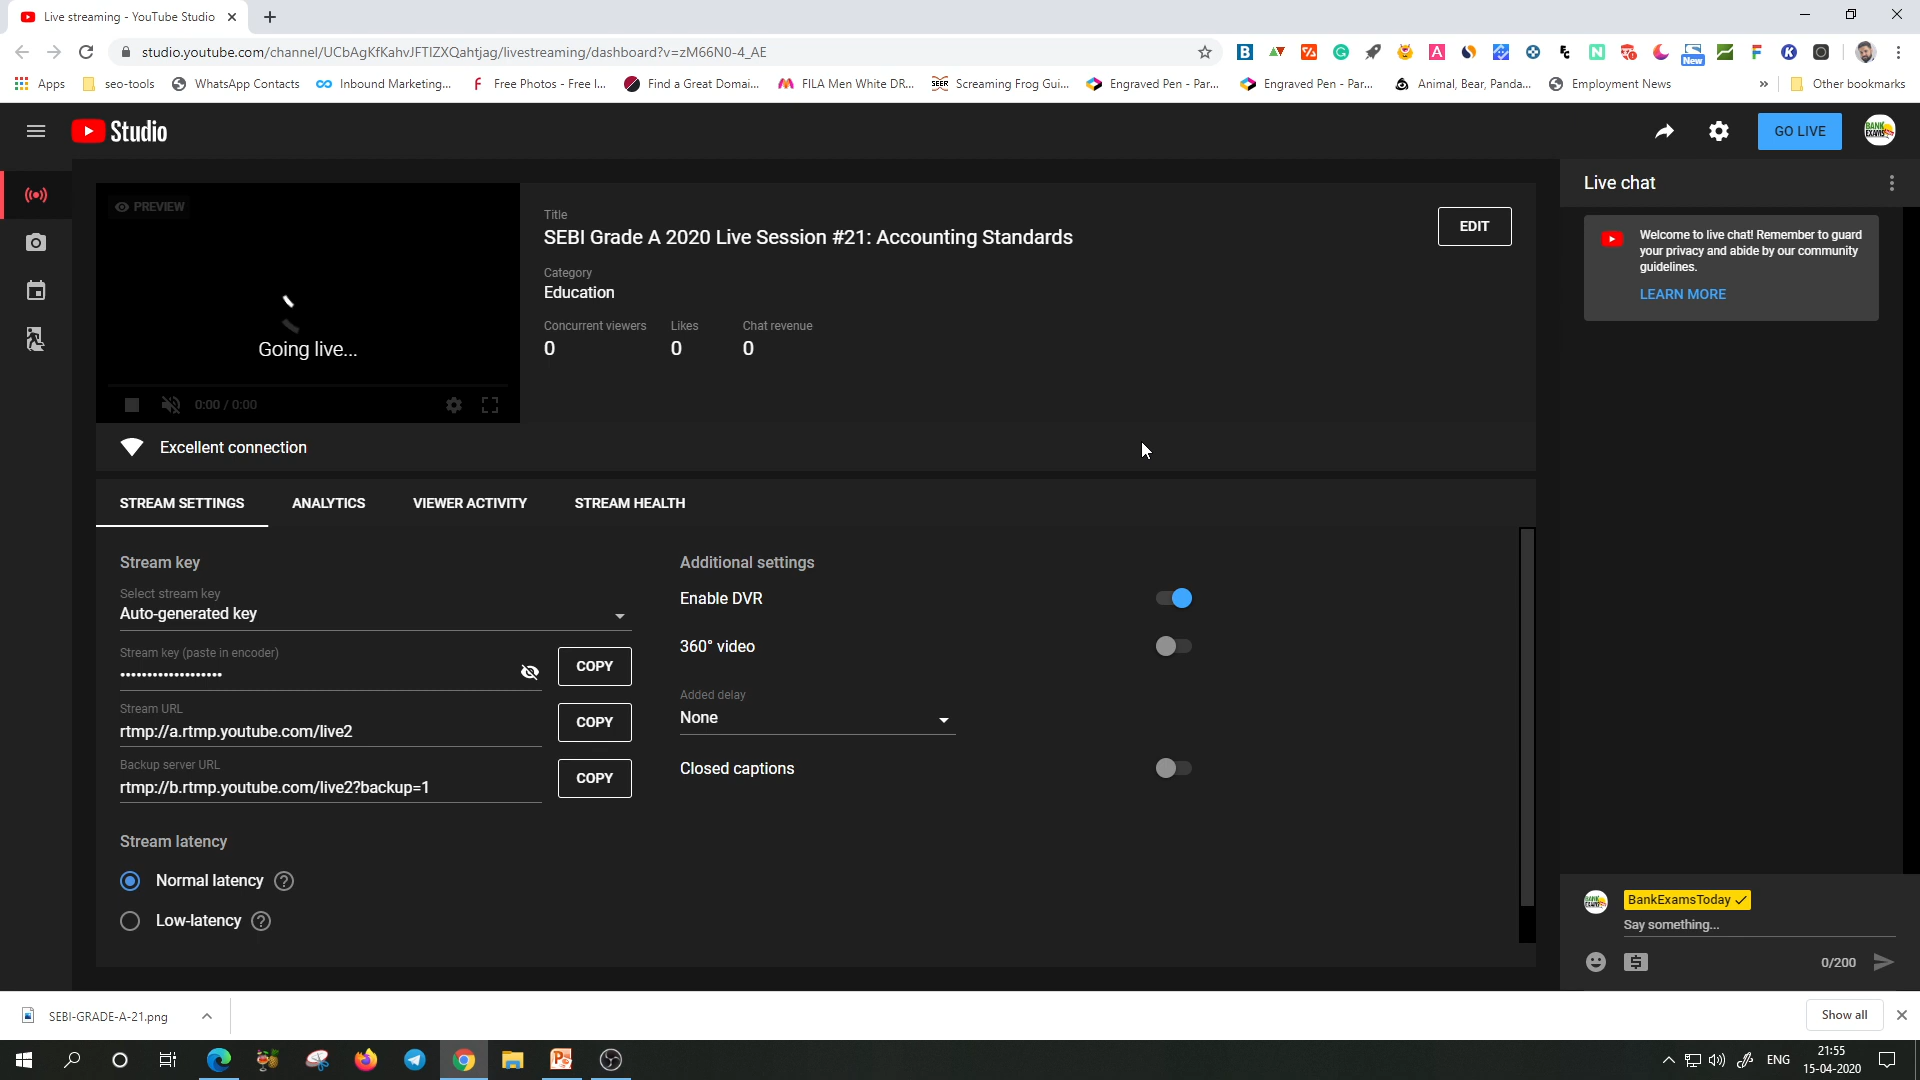 Live streaming - YouTube Studio
studio.youtube.com/channel/UCbAgKfKahvJFTIZXQahtjag/livestreaming/dashboard?v=zM66N0-4_AE
New
Apps seo-tools WhatsApp Contacts Inbound Marketing... Free Photos - Free I... Find a Great Domai... FILA Men White DR... Screaming Frog Gui... Engraved Pen - Par... Engraved Pen - Par... Animal, Bear, Panda... Employment News » Other bookmarks
Studio
GO LIVE
PREVIEW
Going live...
0:00 / 0:00
Title
SEBI Grade A 2020 Live Session #21: Accounting Standards
EDIT
Category
Education
Concurrent viewers Likes Chat revenue
0 0 0
Excellent connection
STREAM SETTINGS ANALYTICS VIEWER ACTIVITY STREAM HEALTH
Stream key
Select stream key
Auto-generated key
Stream key (paste in encoder)
•••••••••••••••••••
COPY
Stream URL
rtmp://a.rtmp.youtube.com/live2
COPY
Backup server URL
rtmp://b.rtmp.youtube.com/live2?backup=1
COPY
Stream latency
Normal latency
Low-latency
Additional settings
Enable DVR
360° video
Added delay
None
Closed captions
Live chat
Welcome to live chat! Remember to guard
your privacy and abide by our community
guidelines.
LEARN MORE
BankExamsToday
Say something...
0/200
SEBI-GRADE-A-21.png
Show all
ENG
21:55
15-04-2020